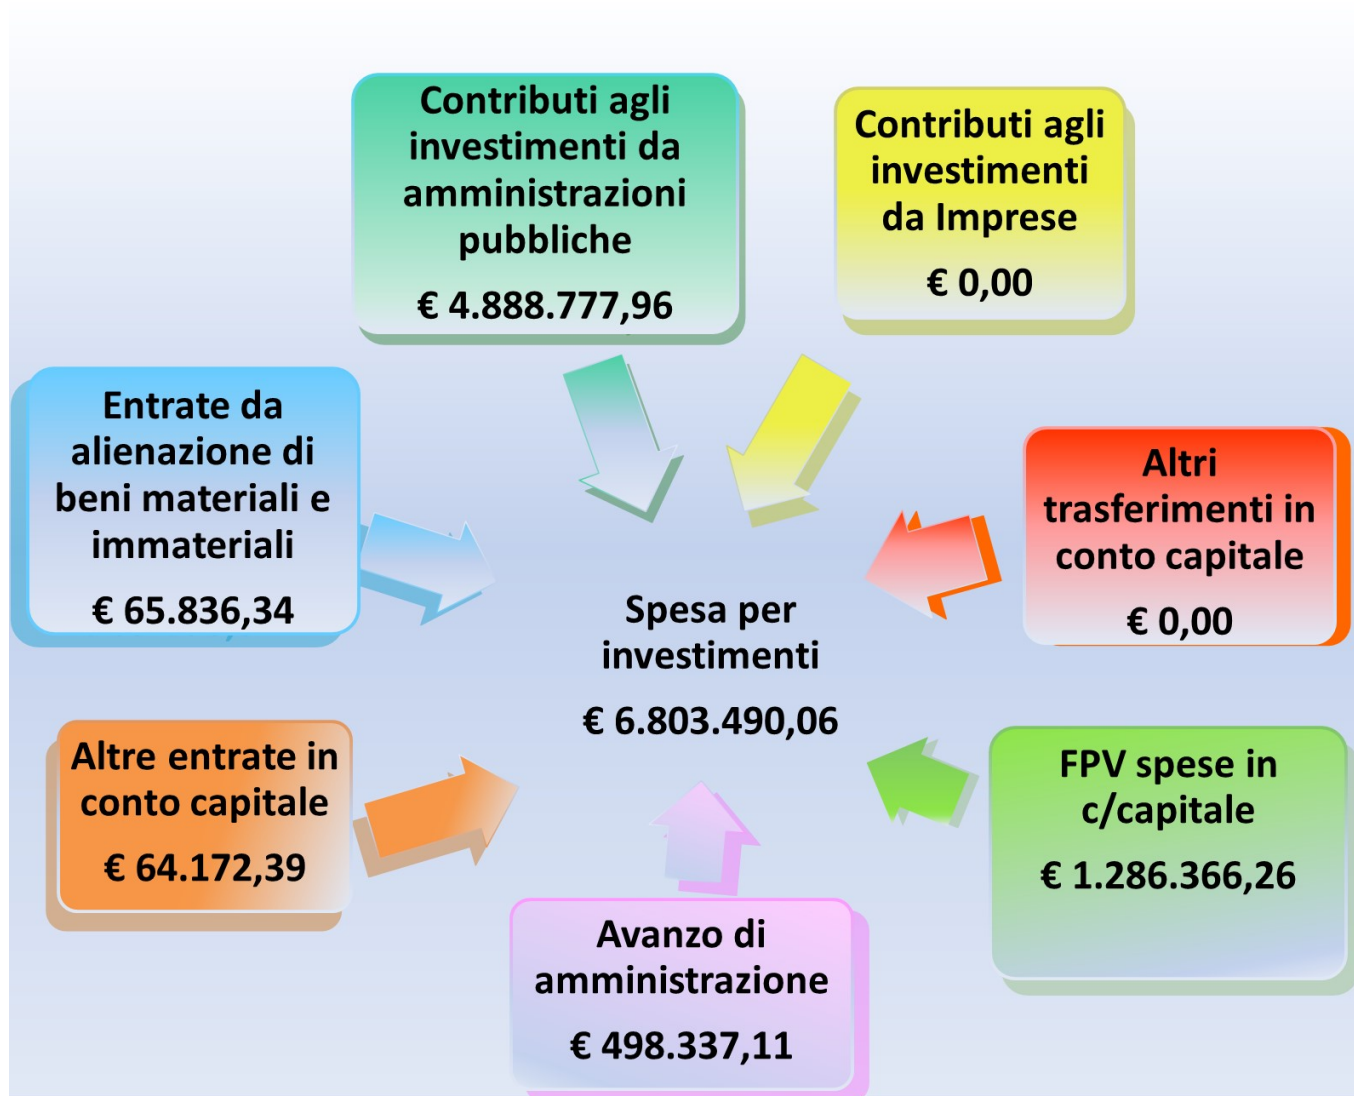 Contributi agli
investimenti da
amministrazioni
pubbliche
€ 4.888.777,96
Contributi agli
investimenti
da Imprese
€ 0,00
Entrate da
alienazione di
beni materiali e
immateriali
€ 65.836,34
Altri
trasferimenti in
conto capitale
€ 0,00
Spesa per
investimenti
€ 6.803.490,06
Altre entrate in
conto capitale
€ 64.172,39
FPV spese in
c/capitale
€ 1.286.366,26
Avanzo di
amministrazione
€ 498.337,11